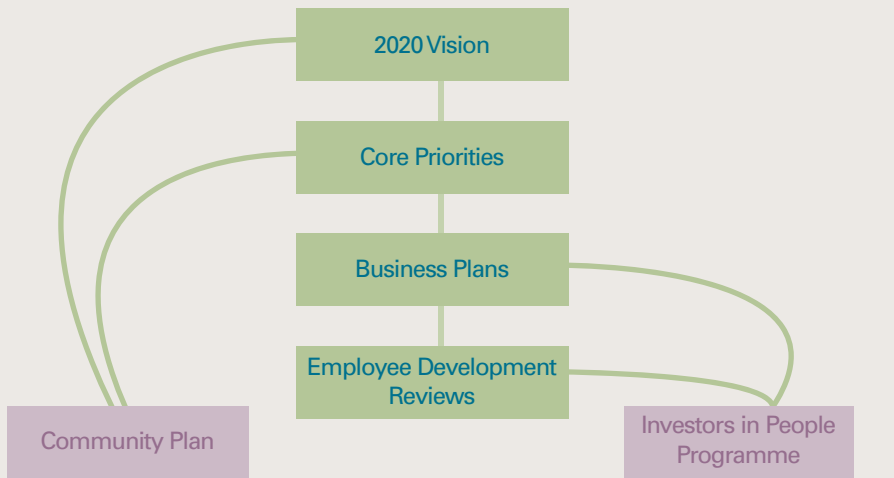 2020 Vision
Core Priorities
Business Plans
Employee Development
Reviews
Community Plan
Investors in People
Programme